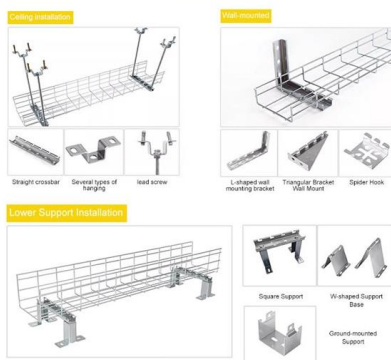 Ceiling Installation
Wall-mounted
Straight crossbar
Several types of
hanging
lead screw
L-shaped wall
mounting bracket
Triangular Bracket
Wall Mount
Spider Hook
Lower Support Installation
Square Support
W-shaped Support
Base
Ground-mounted
Support